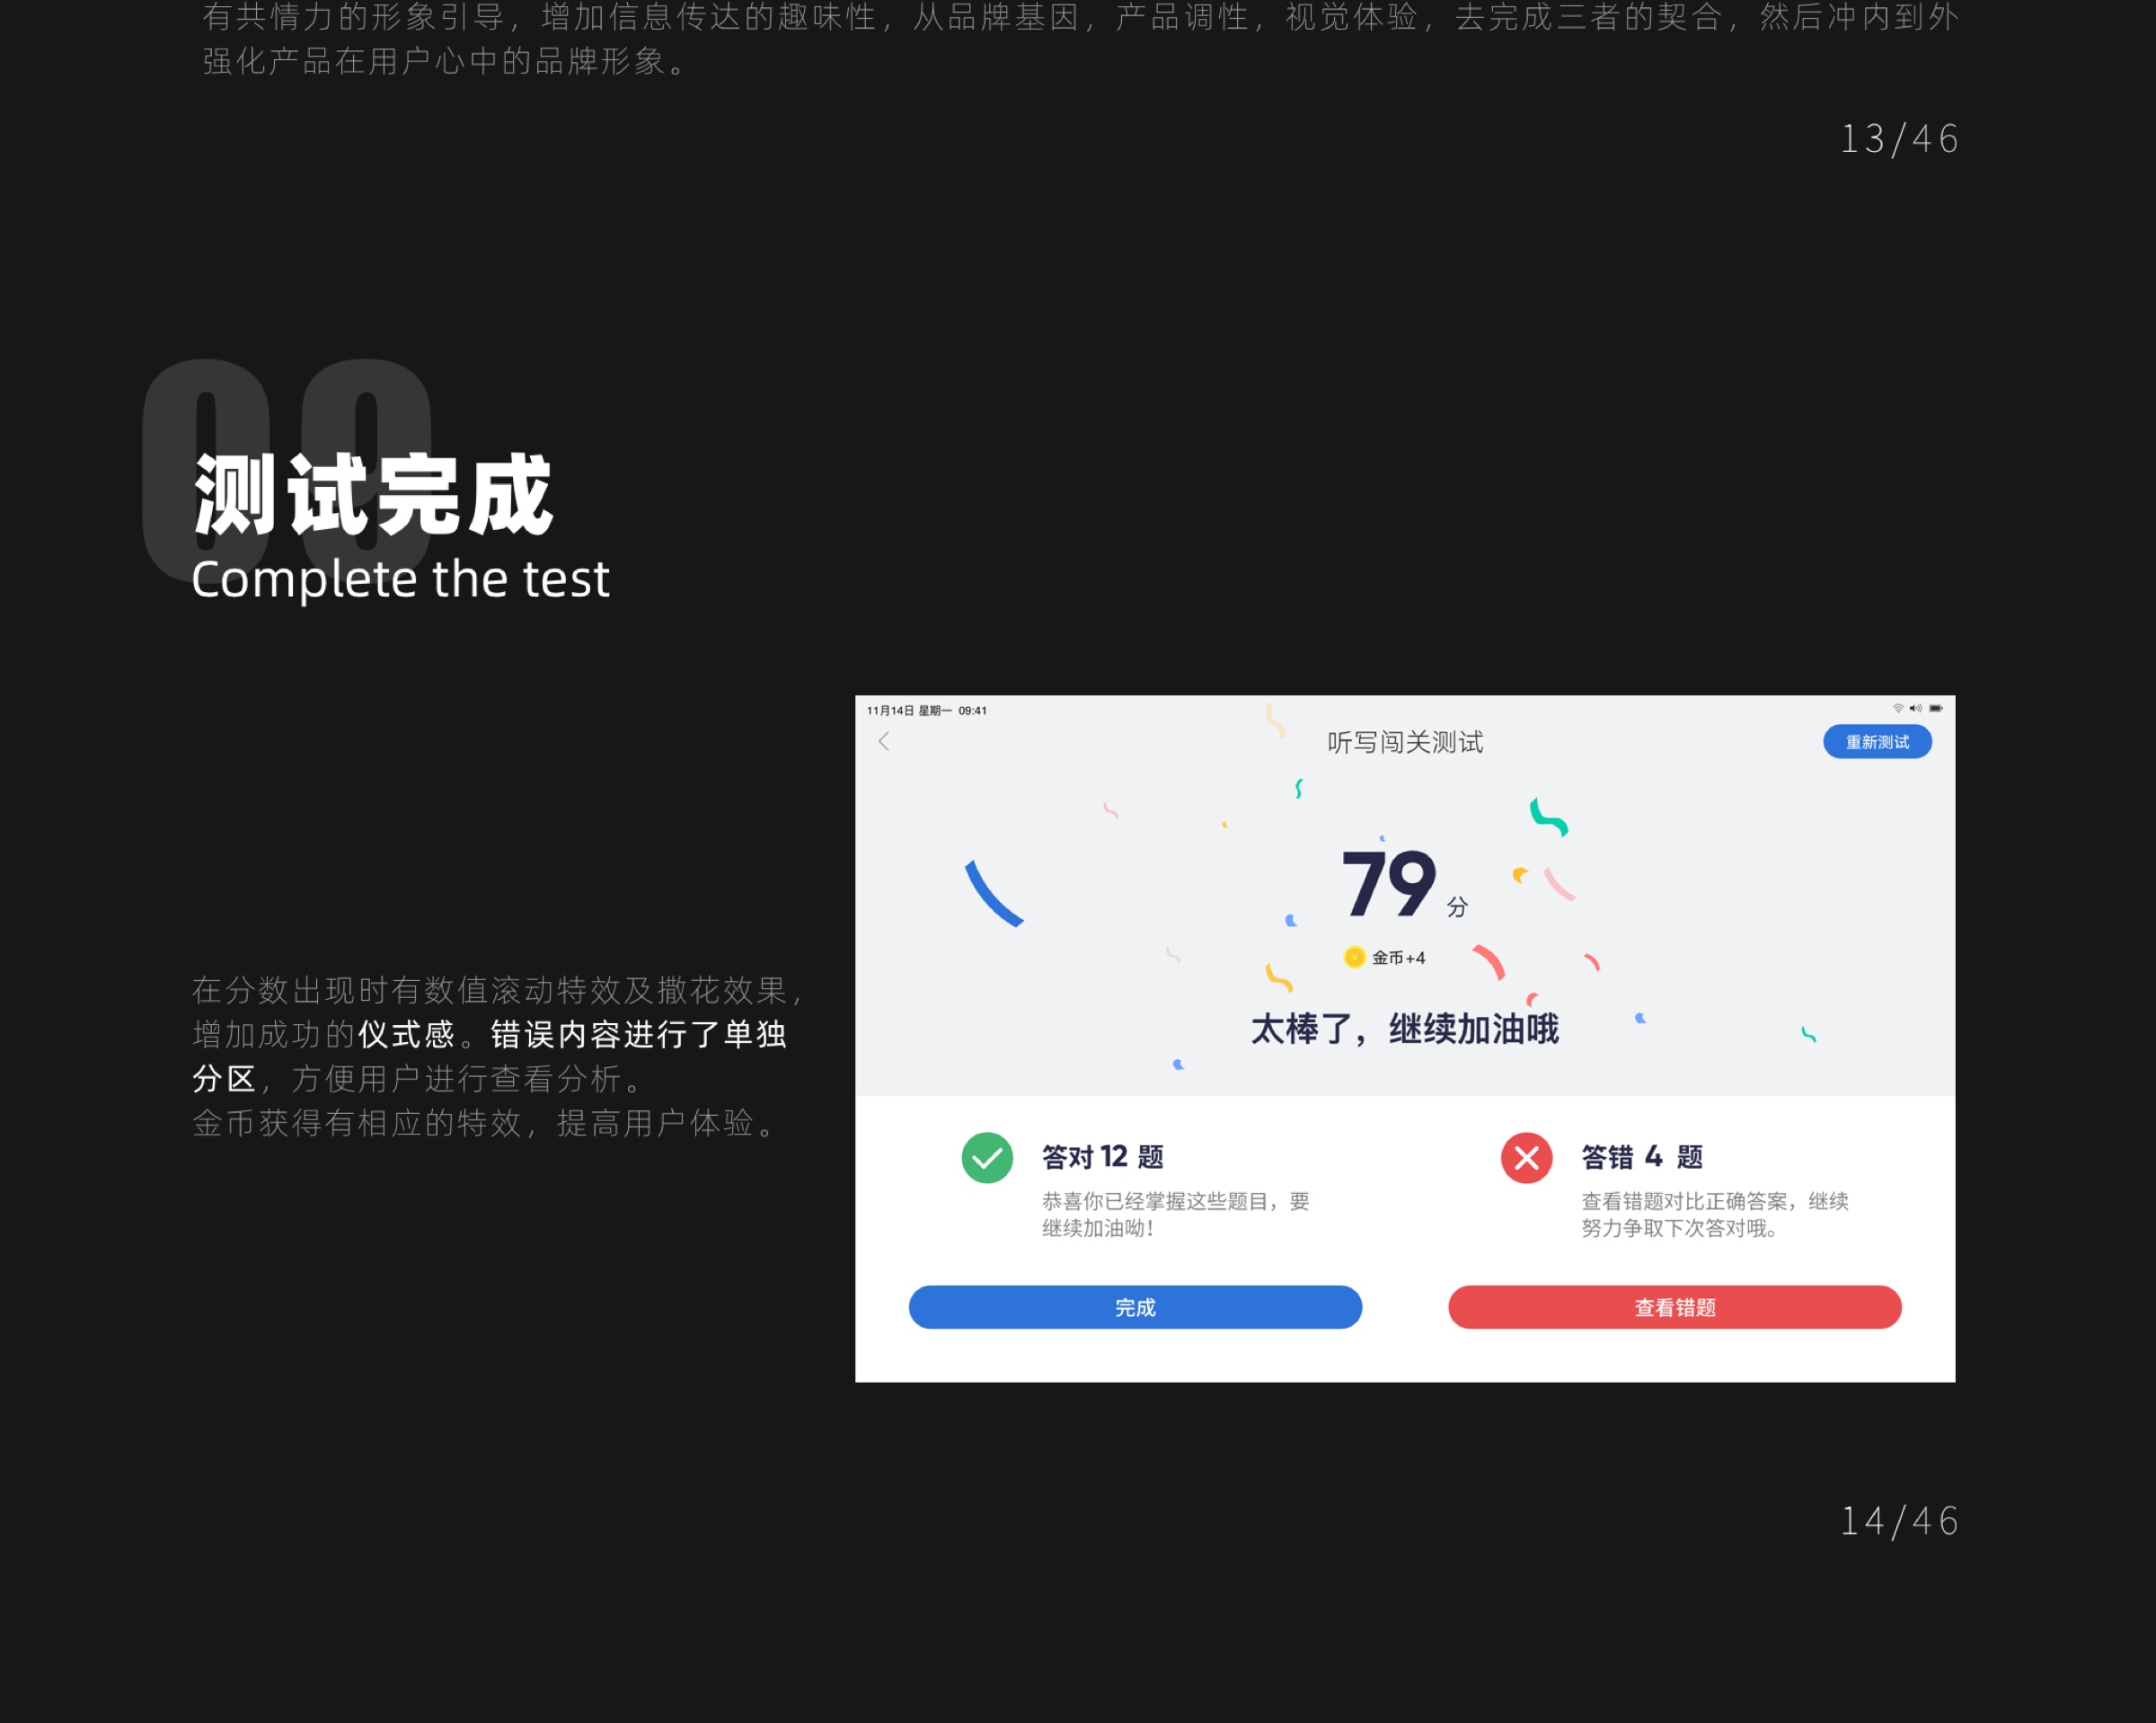 有共情力的形象引导，增加信息传达的趣味性，从品牌基因，产品调性，视觉体验，去完成三者的契合，然后冲内到外
强化产品在用户心中的品牌形象。
13/46
09
测试完成
Complete the test
11月14日 星期一 09:41
听写闯关测试
重新测试
79分
金币+4
太棒了，继续加油哦
在分数出现时有数值滚动特效及撒花效果，
增加成功的仪式感。错误内容进行了单独
分区，方便用户进行查看分析。
金币获得有相应的特效，提高用户体验。
答对 12 题
恭喜你已经掌握这些题目，要
继续加油呦！
完成
答错 4 题
查看错题对比正确答案，继续
努力争取下次答对哦。
查看错题
14/46